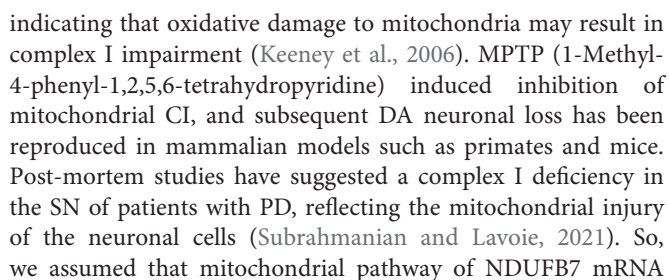 indicating that oxidative damage to mitochondria may result in
complex I impairment (Keeney et al., 2006). MPTP (1-Methyl-
4-phenyl-1,2,5,6-tetrahydropyridine) induced inhibition of
mitochondrial CI, and subsequent DA neuronal loss has been
reproduced in mammalian models such as primates and mice.
Post-mortem studies have suggested a complex I deficiency in
the SN of patients with PD, reflecting the mitochondrial injury
of the neuronal cells (Subrahmanian and Lavoie, 2021). So,
we assumed that mitochondrial pathway of NDUFB7 mRNA